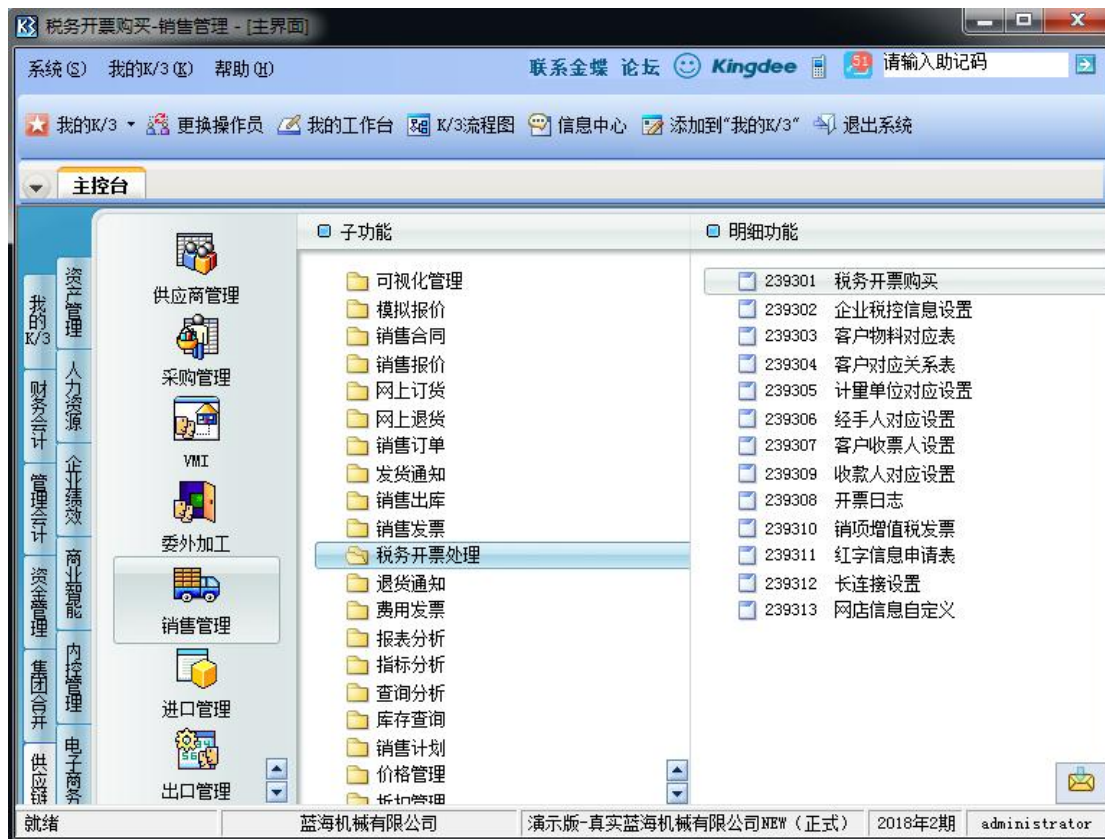 税务开票购买-销售管理 - [主界面]
系统(S) 我的K/3(K) 帮助(H) 联系金蝶 论坛 Kingdee 51 请输入助记码
我的K/3 更换操作员 我的工作台 K/3流程图 信息中心 添加到“我的K/3” 退出系统
主控台
我的K/3
财务会计
管理会计
资金管理
集团合并
供应链
资产管理
人力资源
企业绩效
商业智能
内控管理
电子商务
供应商管理
采购管理
VMI
委外加工
销售管理
进口管理
出口管理
子功能
可视化管理
模拟报价
销售合同
销售报价
网上订货
网上退货
销售订单
发货通知
销售出库
销售发票
税务开票处理
退货通知
费用发票
报表分析
指标分析
查询分析
库存查询
销售计划
价格管理
折扣管理
明细功能
239301 税务开票购买
239302 企业税控信息设置
239303 客户物料对应表
239304 客户对应关系表
239305 计量单位对应设置
239306 经手人对应设置
239307 客户收票人设置
239309 收款人对应设置
239308 开票日志
239310 销项增值税发票
239311 红字信息申请表
239312 长连接设置
239313 网店信息自定义
就绪 蓝海机械有限公司 演示版-真实蓝海机械有限公司NEW（正式） 2018年2期 administrator